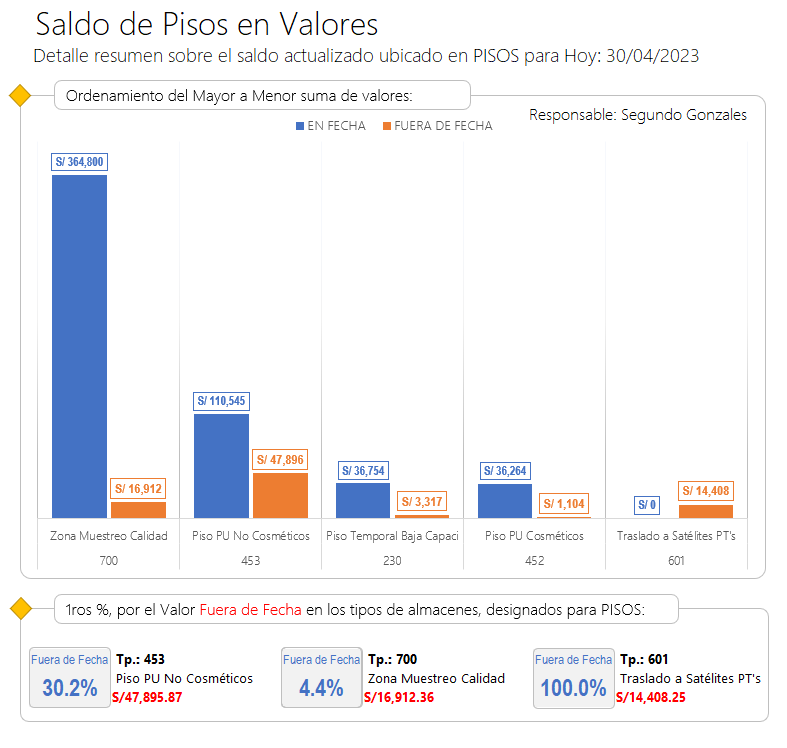 Saldo de Pisos en Valores
Detalle resumen sobre el saldo actualizado ubicado en PISOS para Hoy: 30/04/2023
Ordenamiento del Mayor a Menor suma de valores:
Responsable: Segundo Gonzales
EN FECHA FUERA DE FECHA
S/ 364,800
S/ 16,912
S/ 110,545
S/ 47,896
S/ 36,754
S/ 3,317
S/ 36,264
S/ 1,104
S/ 0
S/ 14,408
Zona Muestreo Calidad Piso PU No Cosméticos Piso Temporal Baja Capaci Piso PU Cosméticos Traslado a Satélites PT's
700 453 230 452 601
1ros %, por el Valor Fuera de Fecha en los tipos de almacenes, designados para PISOS:
Fuera de Fecha
30.2%
Tp.: 453
Piso PU No Cosméticos
S/47,895.87
Fuera de Fecha
4.4%
Tp.: 700
Zona Muestreo Calidad
S/16,912.36
Fuera de Fecha
100.0%
Tp.: 601
Traslado a Satélites PT's
S/14,408.25